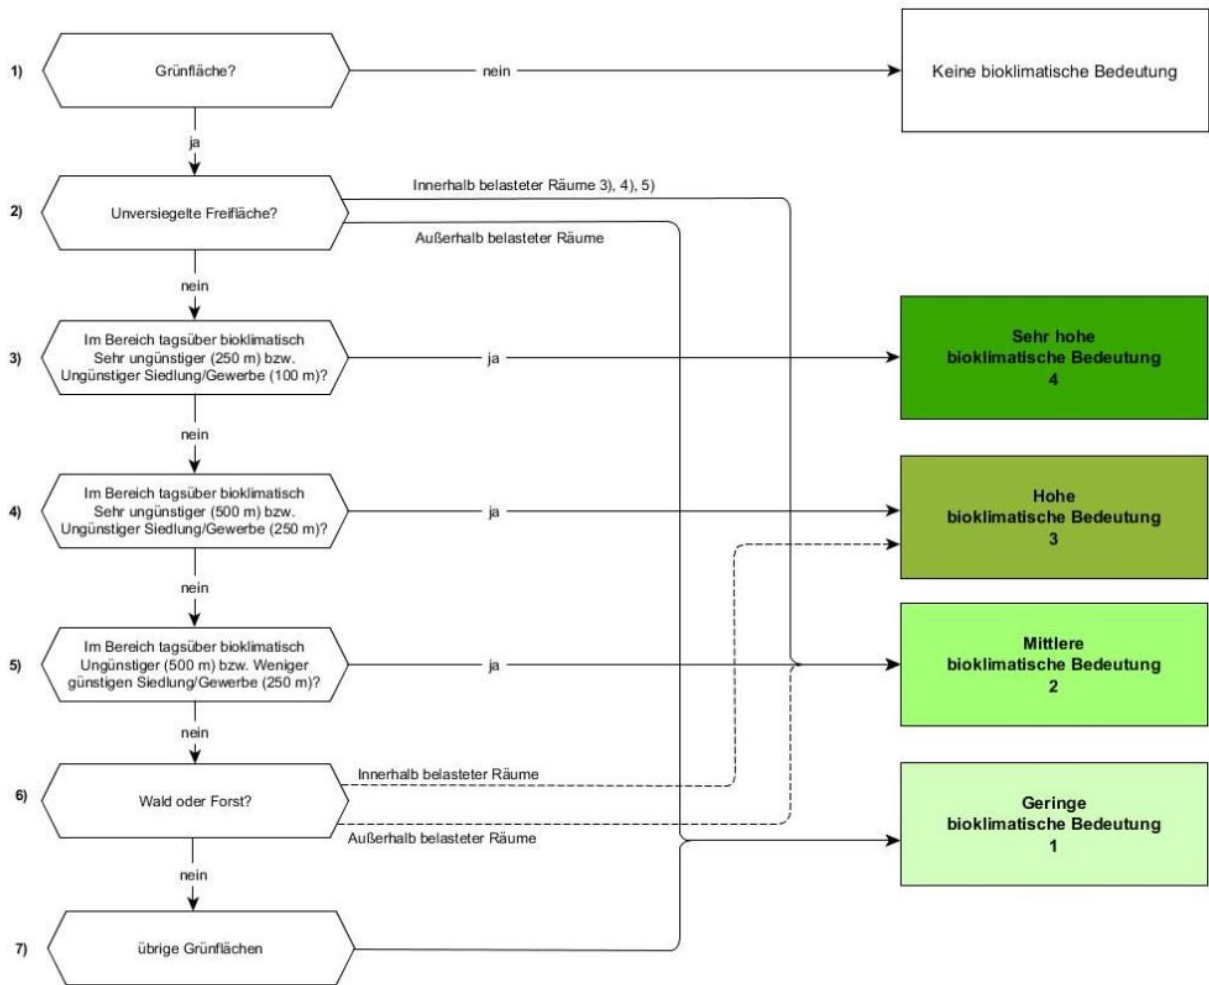 1)
Grünfläche?
nein
Keine bioklimatische Bedeutung
ja
2)
Unversiegelte Freifläche?
Innerhalb belasteter Räume 3), 4), 5)
Außerhalb belasteter Räume
nein
3)
Im Bereich tagsüber bioklimatisch
Sehr ungünstiger (250 m) bzw.
Ungünstiger Siedlung/Gewerbe (100 m)?
ja
Sehr hohe
bioklimatische Bedeutung
4
nein
4)
Im Bereich tagsüber bioklimatisch
Sehr ungünstiger (500 m) bzw.
Ungünstiger Siedlung/Gewerbe (250 m)?
ja
Hohe
bioklimatische Bedeutung
3
nein
5)
Im Bereich tagsüber bioklimatisch
Ungünstiger (500 m) bzw. Weniger
günstigen Siedlung/Gewerbe (250 m)?
ja
Mittlere
bioklimatische Bedeutung
2
nein
6)
Wald oder Forst?
Innerhalb belasteter Räume
Außerhalb belasteter Räume
Geringe
bioklimatische Bedeutung
1
nein
7)
übrige Grünflächen